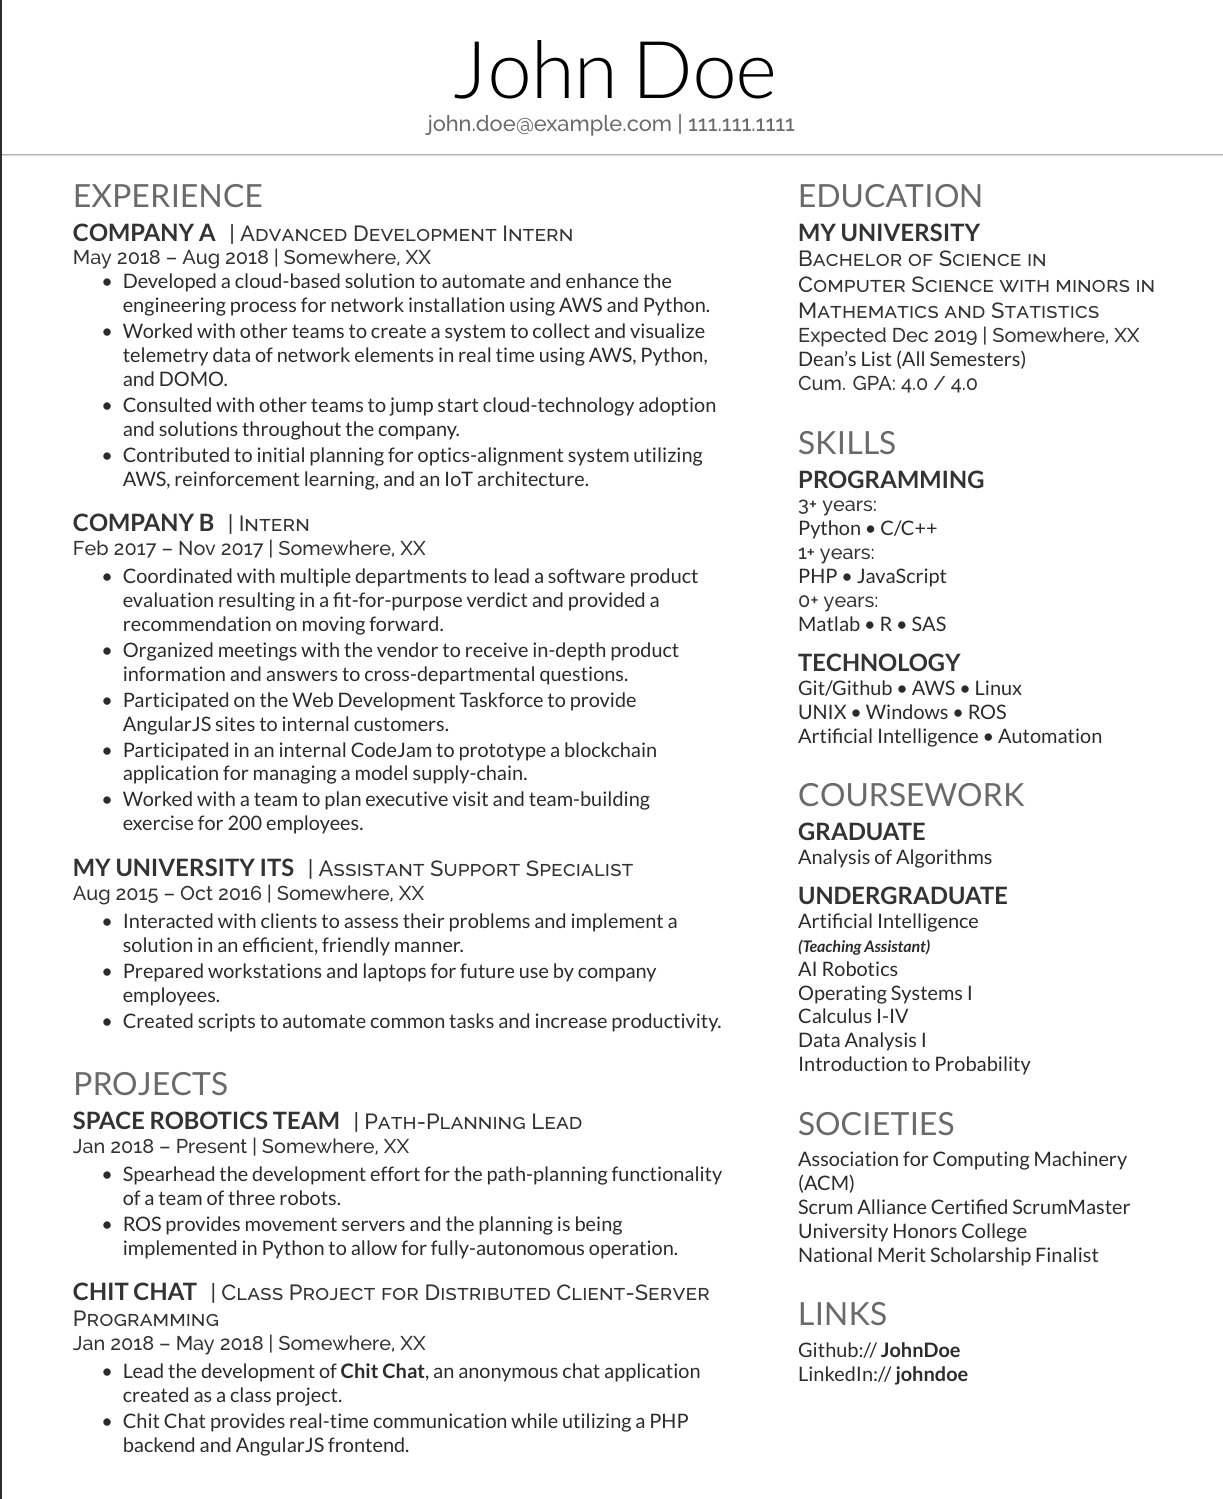 John Doe
john.doe@example.com | 111.111.1111
EXPERIENCE
COMPANY A | Advanced Development Intern
May 2018 – Aug 2018 | Somewhere, XX
• Developed a cloud-based solution to automate and enhance the
engineering process for network installation using AWS and Python.
• Worked with other teams to create a system to collect and visualize
telemetry data of network elements in real time using AWS, Python,
and DOMO.
• Consulted with other teams to jump start cloud-technology adoption
and solutions throughout the company.
• Contributed to initial planning for optics-alignment system utilizing
AWS, reinforcement learning, and an IoT architecture.
COMPANY B | Intern
Feb 2017 – Nov 2017 | Somewhere, XX
• Coordinated with multiple departments to lead a software product
evaluation resulting in a fit-for-purpose verdict and provided a
recommendation on moving forward.
• Organized meetings with the vendor to receive in-depth product
information and answers to cross-departmental questions.
• Participated on the Web Development Taskforce to provide
AngularJS sites to internal customers.
• Participated in an internal CodeJam to prototype a blockchain
application for managing a model supply-chain.
• Worked with a team to plan executive visit and team-building
exercise for 200 employees.
MY UNIVERSITY ITS | Assistant Support Specialist
Aug 2015 – Oct 2016 | Somewhere, XX
• Interacted with clients to assess their problems and implement a
solution in an efficient, friendly manner.
• Prepared workstations and laptops for future use by company
employees.
• Created scripts to automate common tasks and increase productivity.
PROJECTS
SPACE ROBOTICS TEAM | Path-Planning Lead
Jan 2018 – Present | Somewhere, XX
• Spearhead the development effort for the path-planning functionality
of a team of three robots.
• ROS provides movement servers and the planning is being
implemented in Python to allow for fully-autonomous operation.
CHIT CHAT | Class Project for Distributed Client-Server
Programming
Jan 2018 – May 2018 | Somewhere, XX
• Lead the development of Chit Chat, an anonymous chat application
created as a class project.
• Chit Chat provides real-time communication while utilizing a PHP
backend and AngularJS frontend.
EDUCATION
MY UNIVERSITY
Bachelor of Science in
Computer Science with minors in
Mathematics and Statistics
Expected Dec 2019 | Somewhere, XX
Dean’s List (All Semesters)
Cum. GPA: 4.0 / 4.0
SKILLS
PROGRAMMING
3+ years:
Python • C/C++
1+ years:
PHP • JavaScript
0+ years:
Matlab • R • SAS
TECHNOLOGY
Git/Github • AWS • Linux
UNIX • Windows • ROS
Artificial Intelligence • Automation
COURSEWORK
GRADUATE
Analysis of Algorithms
UNDERGRADUATE
Artificial Intelligence
(Teaching Assistant)
AI Robotics
Operating Systems I
Calculus I-IV
Data Analysis I
Introduction to Probability
SOCIETIES
Association for Computing Machinery
(ACM)
Scrum Alliance Certified ScrumMaster
University Honors College
National Merit Scholarship Finalist
LINKS
Github:// JohnDoe
LinkedIn:// johndoe